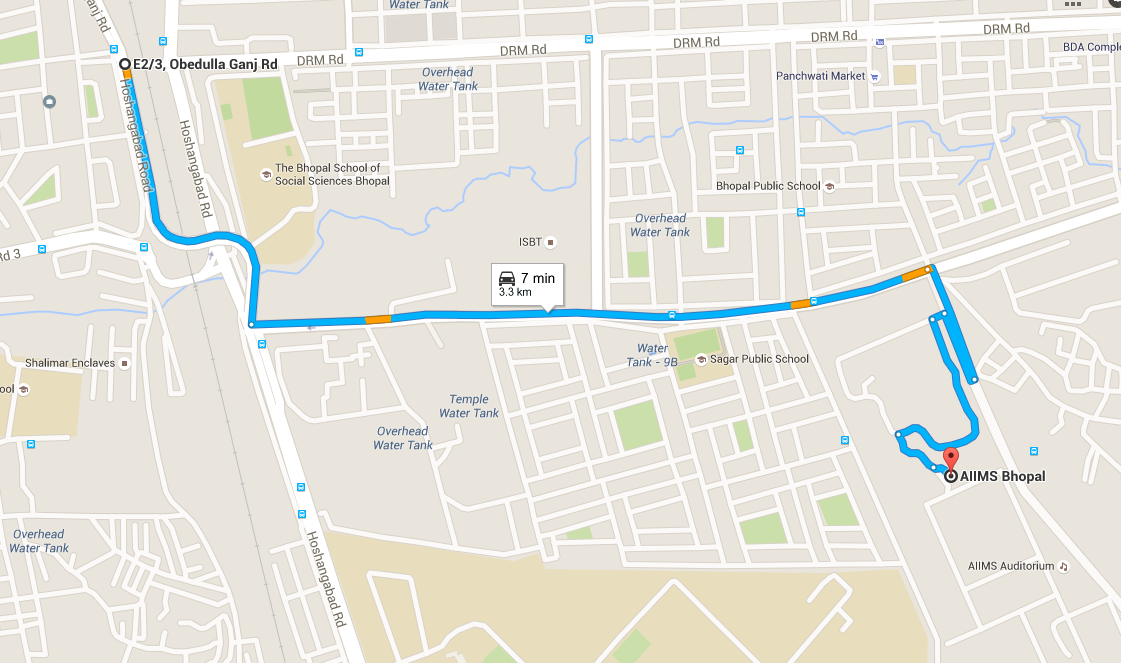 Water Tank
Ganj Rd
E2/3, Obedulla Ganj Rd
DRM Rd
DRM Rd
DRM Rd
DRM Rd
DRM Rd
BDA Comple
Overhead
Water Tank
Panchwati Market
Hoshangabad Road
Hoshangabad Rd
The Bhopal School of
Social Sciences Bhopal
Bhopal Public School
Overhead
Water Tank
ISBT
Rd 3
7 min
3.3 km
Shalimar Enclaves
Water
Tank - 9B
Sagar Public School
ool
Temple
Water Tank
Overhead
Water Tank
AIIMS Bhopal
Overhead
Water Tank
Hoshangabad Rd
AIIMS Auditorium